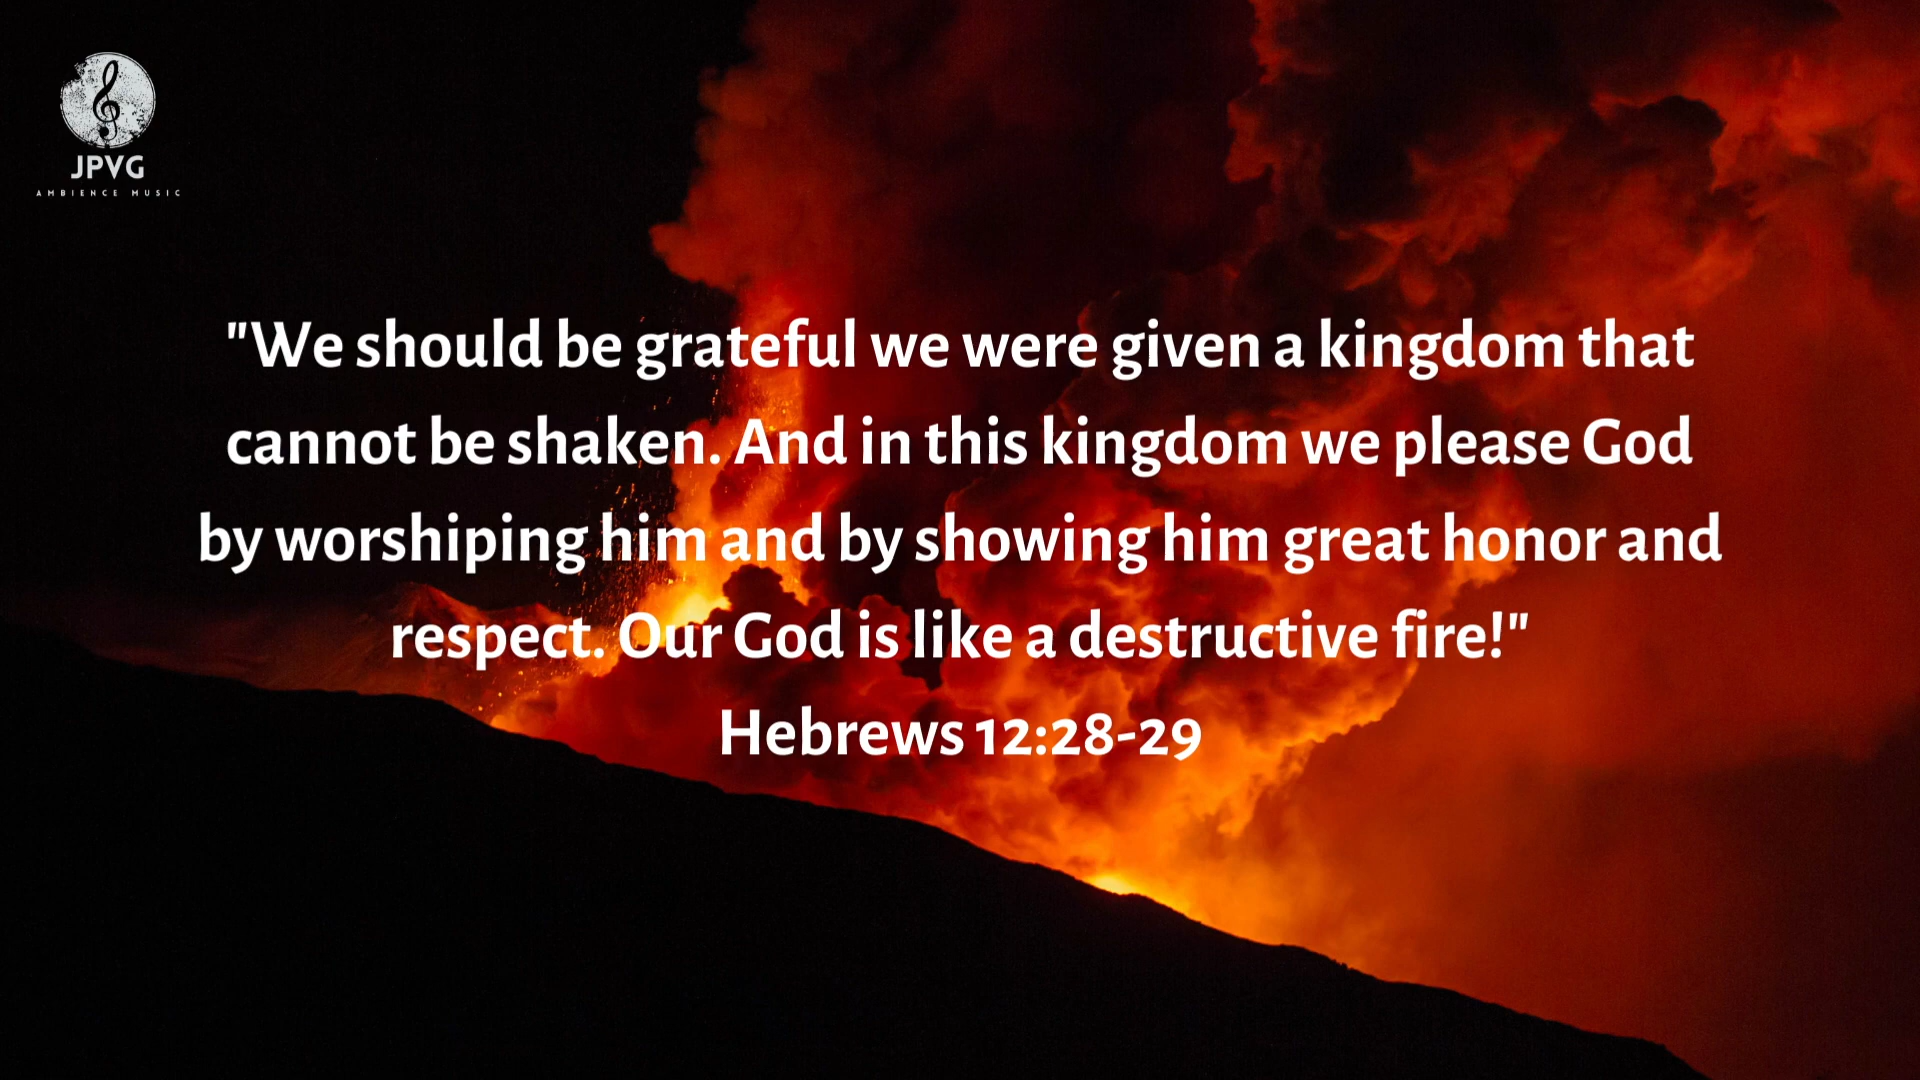 JPVG
AMBIENCE MUSIC
"We should be grateful we were given a kingdom that
cannot be shaken. And in this kingdom we please God
by worshiping him and by showing him great honor and
respect. Our God is like a destructive fire!"
Hebrews 12:28-29